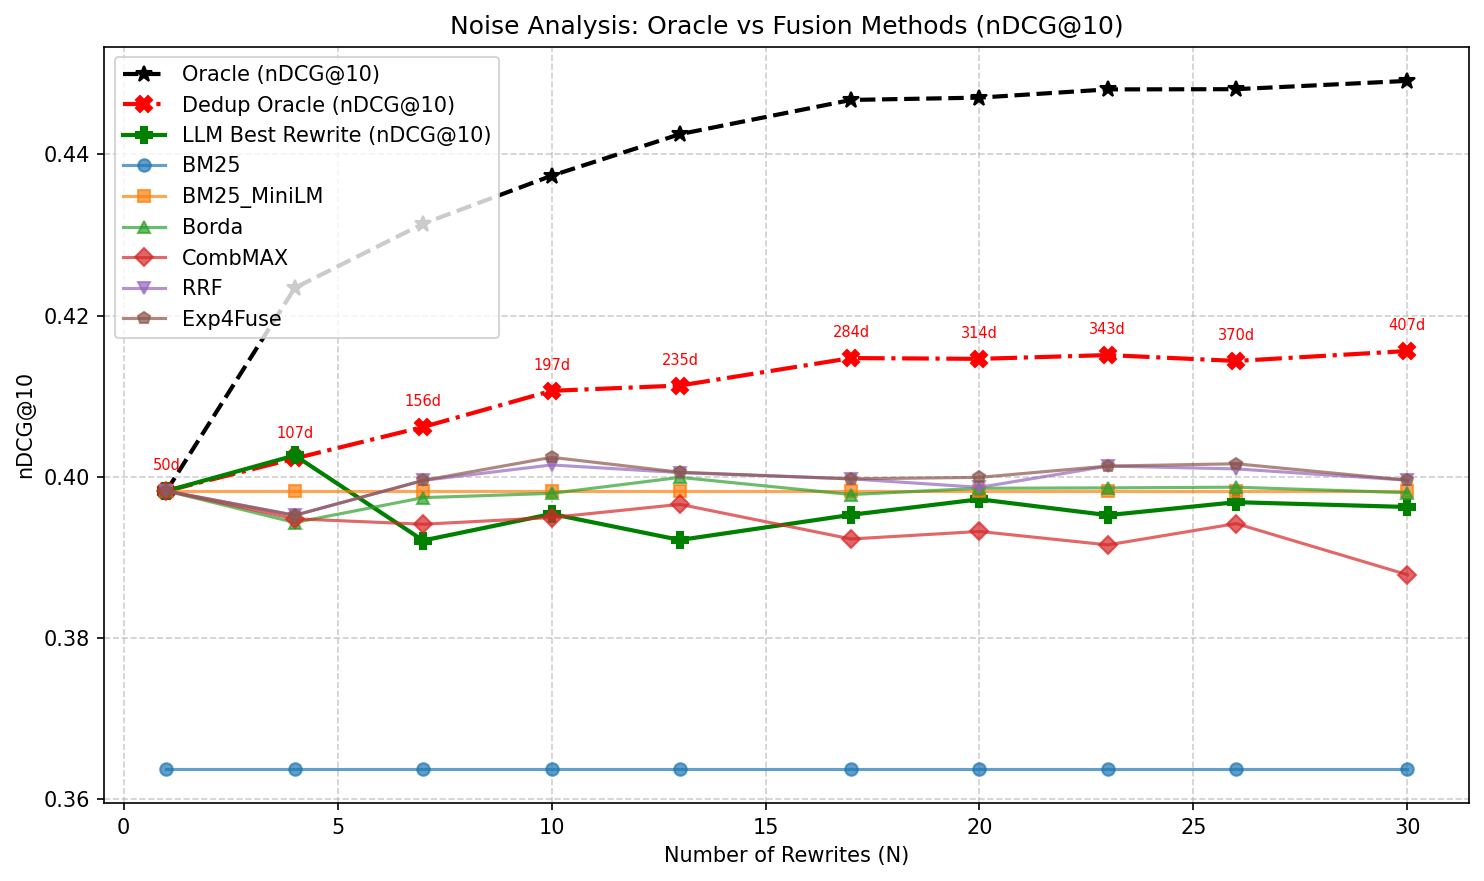 Noise Analysis: Oracle vs Fusion Methods (nDCG@10)
Oracle (nDCG@10)
Dedup Oracle (nDCG@10)
LLM Best Rewrite (nDCG@10)
BM25
BM25_MiniLM
Borda
CombMAX
RRF
Exp4Fuse
50d
107d
156d
197d
235d
284d
314d
343d
370d
407d
nDCG@10
0.44
0.42
0.40
0.38
0.36
0 5 10 15 20 25 30
Number of Rewrites (N)